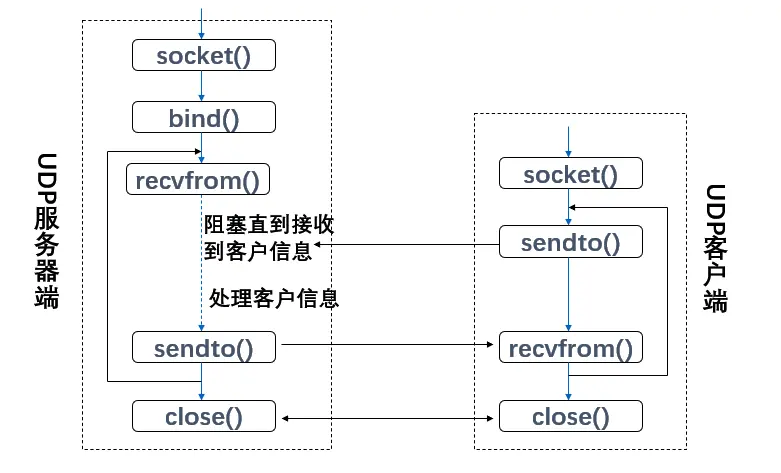 UDP服务器端
socket()
bind()
recvfrom()
阻塞直到接收
到客户信息
处理客户信息
sendto()
close()
socket()
sendto()
recvfrom()
close()
UDP客户端